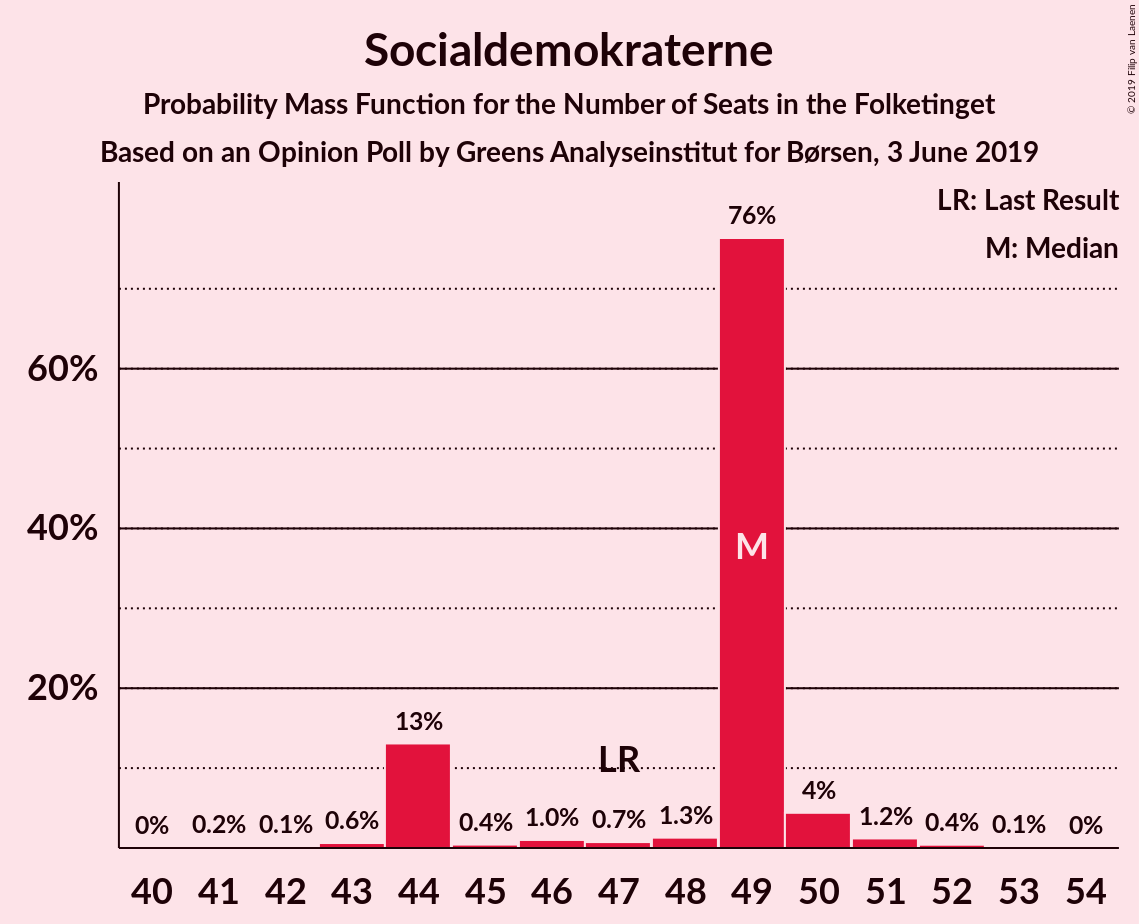 Socialdemokraterne
Probability Mass Function for the Number of Seats in the Folketinget
Based on an Opinion Poll by Greens Analyseinstitut for Børsen, 3 June 2019
© 2019 Filip van Laenen
LR: Last Result
M: Median
60%
40%
20%
0%
0.2%
0.1%
0.6%
13%
0.4%
1.0%
0.7%
1.3%
76%
4%
1.2%
0.4%
0.1%
0%
LR
M
40 41 42 43 44 45 46 47 48 49 50 51 52 53 54